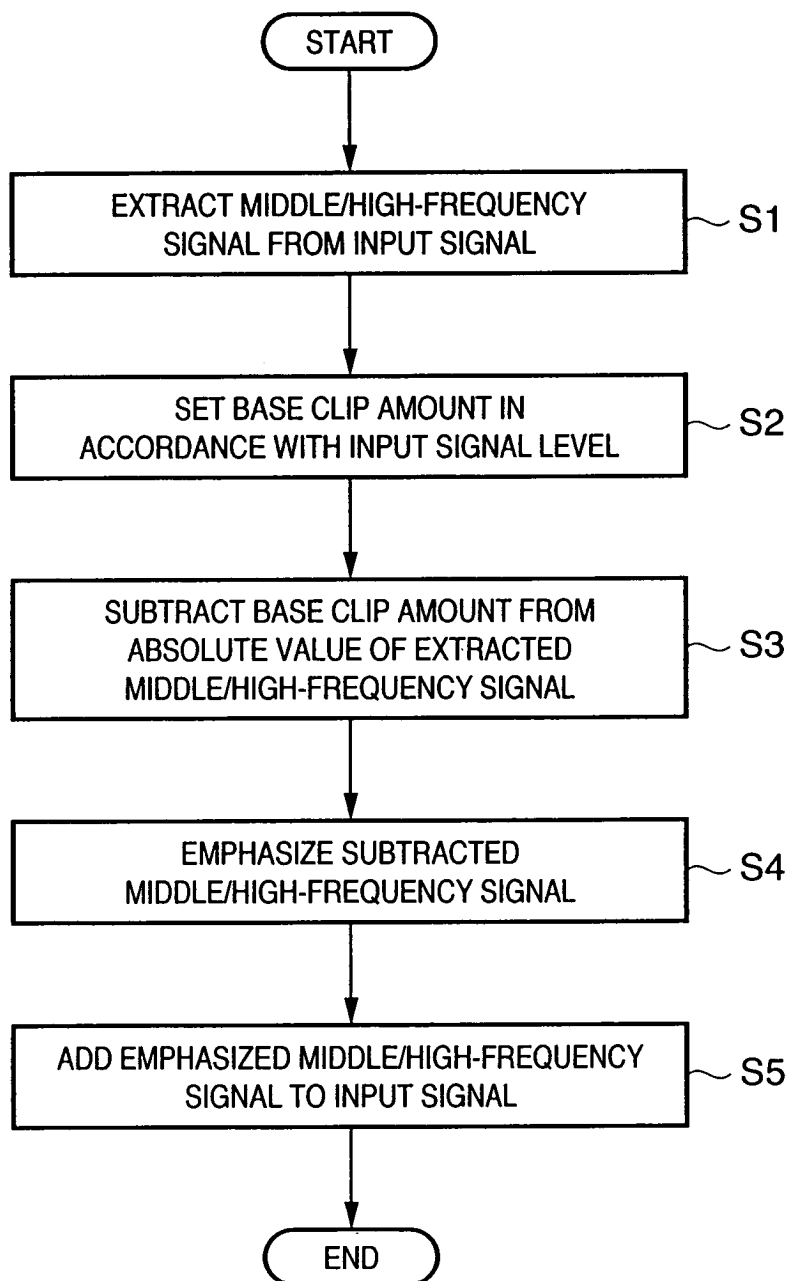 START
EXTRACT MIDDLE/HIGH-FREQUENCY
SIGNAL FROM INPUT SIGNAL
S1
SET BASE CLIP AMOUNT IN
ACCORDANCE WITH INPUT SIGNAL LEVEL
S2
SUBTRACT BASE CLIP AMOUNT FROM
ABSOLUTE VALUE OF EXTRACTED
MIDDLE/HIGH-FREQUENCY SIGNAL
S3
EMPHASIZE SUBTRACTED
MIDDLE/HIGH-FREQUENCY SIGNAL
S4
ADD EMPHASIZED MIDDLE/HIGH-FREQUENCY
SIGNAL TO INPUT SIGNAL
S5
END